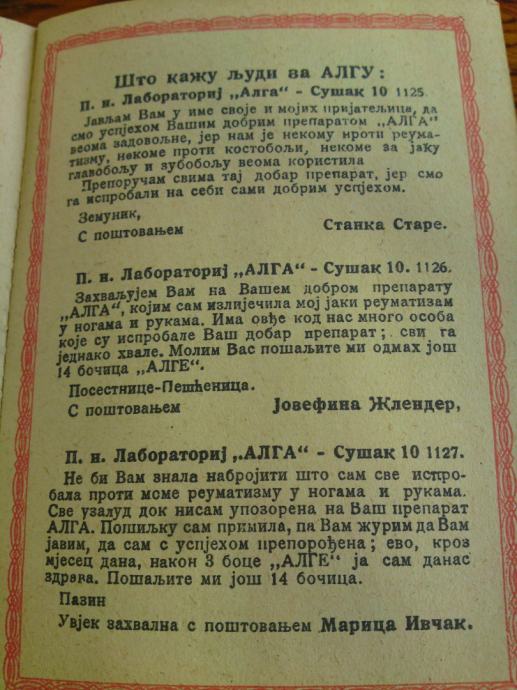 Што кажу људи за АЛГУ:
П. н. Лабораториј „Алга“ - Сушак 10 1125.
Јављам Вам у име своје и мојих пријатељица, да
смо успјехом Вашим добрим препаратом „АЛГА“
веома задовољне, јер нам је некому проти реума-
тизму, некоме проти костобољи, некоме за јаку
главобољу и зубобољу веома користила
Препоручам свима тај добар препарат, јер смо
га испробали на себи сами добрим успјехом.
Земуник,
С поштовањем Станка Старе.
П. н. Лабораториј „АЛГА“ - Сушак 10. 1126.
Захваљујем Вам на Вашем добром препарату
„АЛГА“, којим сам излијечила мој јаки реуматизам
у ногама и рукама. Има овђе код нас много особа
које су испробале Ваш добар препарат; сви га
једнако хвале. Молим Вас пошаљите ми одмах још
14 бочица „АЛГЕ“.
Посестнице-Пешћеница.
С поштовањем Јовефина Жлендер,
П. н. Лабораториј „АЛГА“ - Сушак 10 1127.
Не би Вам знала набројити што сам све испро-
бала проти моме реуматизму у ногама и рукама.
Све узалуд док нисам упозорена на Ваш препарат
АЛГА. Пошиљку сам примила, па Вам журим да Вам
јавим, да сам с успјехом препорођена; ево, кроз
мјесец дана, након 3 боце „АЛГЕ“ ја сам данас
здрава. Пошаљите ми још 14 бочица.
Пазин
Увјек захвална с поштовањем Марица Ивчак.